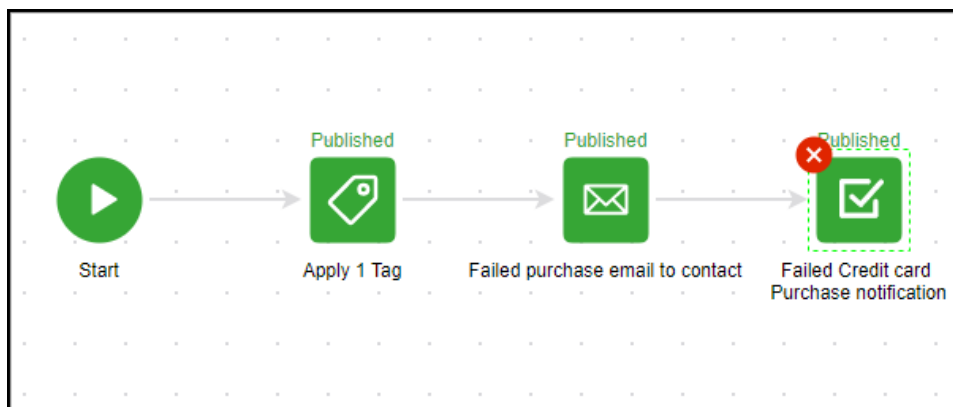 Published
Published
Published
Start
Apply 1 Tag
Failed purchase email to contact
Failed Credit card
Purchase notification